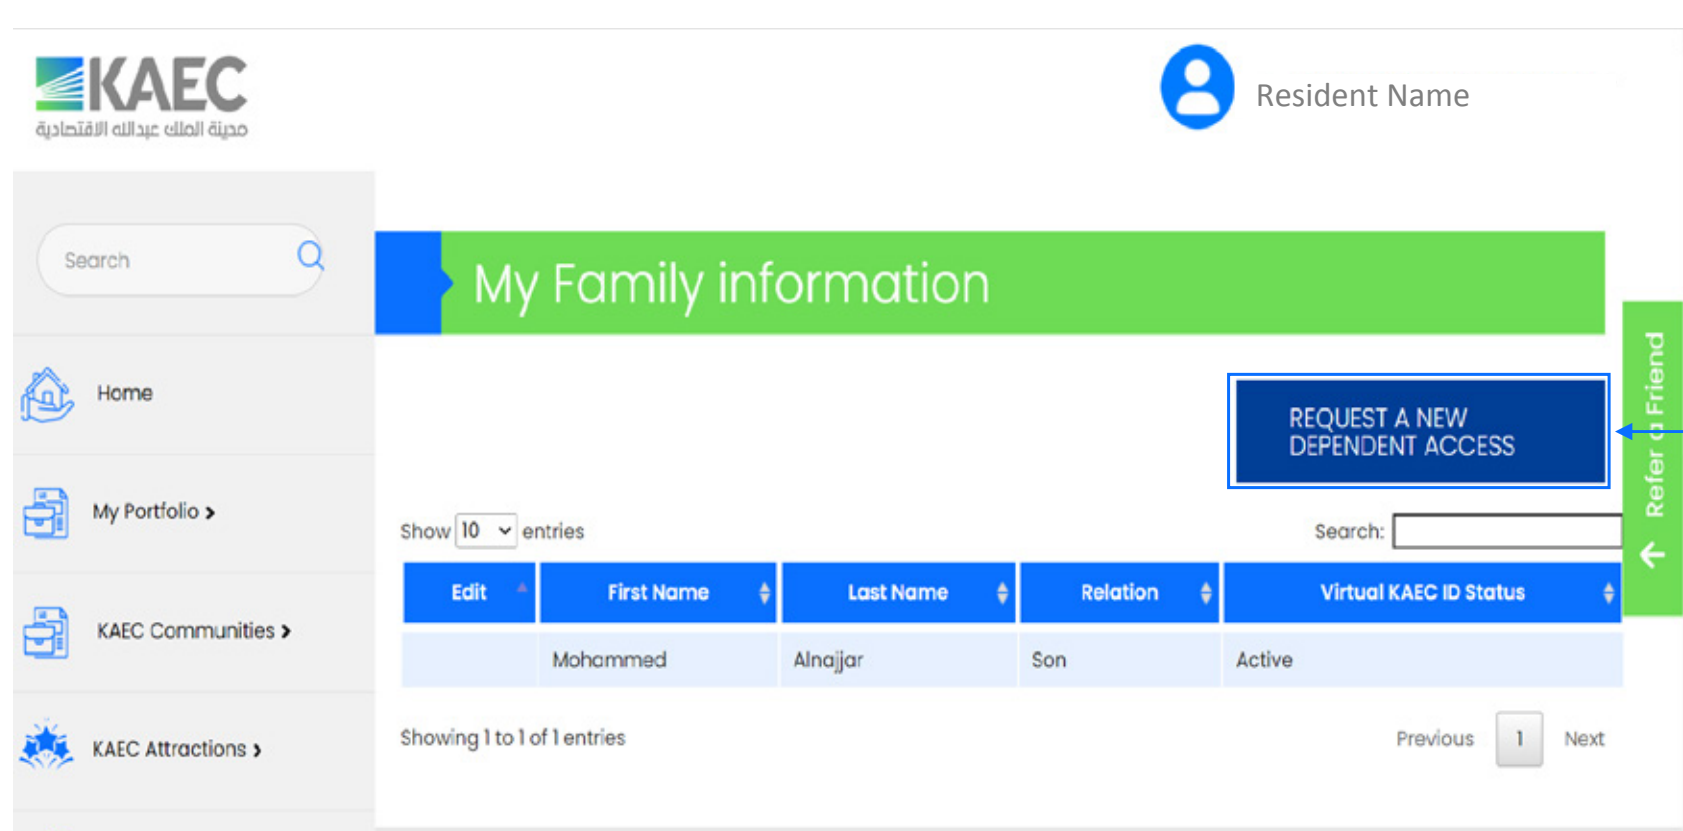 KAEC
مدينة الملك عبدالله الاقتصادية
Resident Name
Search
My Family information
Home
My Portfolio
KAEC Communities
KAEC Attractions
REQUEST A NEW
DEPENDENT ACCESS
Refer a Friend
Show 10 entries
Search:
Edit First Name Last Name Relation Virtual KAEC ID Status
Mohammed Alnajjar Son Active
Showing 1 to 1 of 1 entries
Previous 1 Next